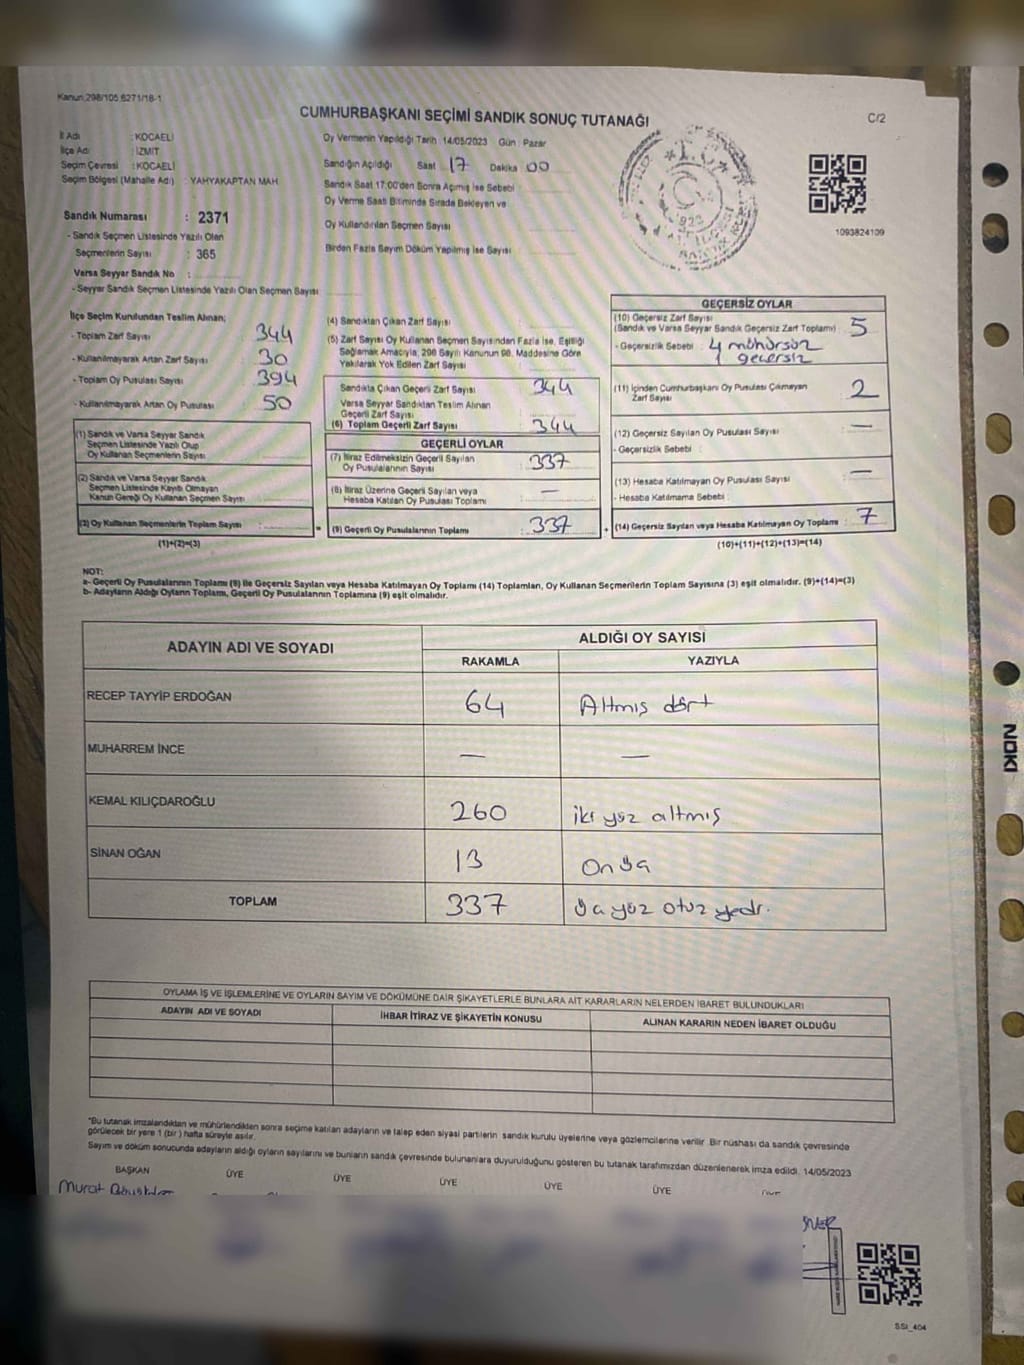 Kanun:298/105,6271/18-1
CUMHURBAŞKANI SEÇİMİ SANDIK SONUÇ TUTANAĞI
C/2
İl Adı : KOCAELİ
İlçe Adı : İZMİT
Seçim Çevresi : KOCAELİ
Seçim Bölgesi (Mahalle Adı) : YAHYAKAPTAN MAH.
Sandık Numarası : 2371
- Sandık Seçmen Listesinde Yazılı Olan
Seçmenlerin Sayısı : 365
Varsa Seyyar Sandık No :
- Seyyar Sandık Seçmen Listesinde Yazılı Olan Seçmen Sayısı:
Oy Vermenin Yapıldığı Tarih 14/05/2023 Gün : Pazar
Sandığın Açıldığı Saat 17 Dakika 00
Sandık Saat 17:00'den Sonra Açımış İse Sebebi
Oy Verme Saati Bitiminde Sırada Bekleyen ve
Oy Kullandırılan Seçmen Sayısı
Birden Fazla Sayım Döküm Yapılmış İse Sayısı
1093824109
İlçe Seçim Kurulundan Teslim Alınan;
- Toplam Zarf Sayısı : 344
- Kullanılmayarak Artan Zarf Sayısı : 30
- Toplam Oy Pusulası Sayısı : 394
- Kullanılmayarak Artan Oy Pusulası : 50
(1) Sandık ve Varsa Seyyar Sandık
Seçmen Listesinde Yazılı Olup
Oy Kullanan Seçmenlerin Sayısı
(2) Sandık ve Varsa Seyyar Sandık
Seçmen Listesinde Kayıtlı Olmayan
Kanun Gereği Oy Kullanan Seçmen Sayısı
(3) Oy Kullanan Seçmenlerin Toplam Sayısı :
(1)+(2)=(3)
(4) Sandıktan Çıkan Zarf Sayısı
(5) Zarf Sayısı Oy Kullanan Seçmen Sayısından Fazla İse, Eşitliği
Sağlamak Amacıyla, 298 Sayılı Kanunun 98. Maddesine Göre
Yakılarak Yok Edilen Zarf Sayısı
Sandıkta Çıkan Geçerli Zarf Sayısı : 344
Varsa Seyyar Sandıktan Teslim Alınan
Geçerli Zarf Sayısı
(6) Toplam Geçerli Zarf Sayısı : 344
GEÇERLİ OYLAR
(7) İtiraz Edilmeksizin Geçerli Sayılan
Oy Pusulalarının Sayısı : 337
(8) İtiraz Üzerine Geçerli Sayılan veya
Hesaba Katılan Oy Pusulası Toplamı : —
(9) Geçerli Oy Pusulalarının Toplamı : 337
GEÇERSİZ OYLAR
(10) Geçersiz Zarf Sayısı
(Sandık ve Varsa Seyyar Sandık Geçersiz Zarf Toplamı) : 5
- Geçersizlik Sebebi : 4 mühürsüz
1 geçersiz
(11) İçinden Cumhurbaşkanı Oy Pusulası Çıkmayan
Zarf Sayısı : 2
(12) Geçersiz Sayılan Oy Pusulası Sayısı : —
- Geçersizlik Sebebi :
(13) Hesaba Katılmayan Oy Pusulası Sayısı : —
- Hesaba Katılmama Sebebi :
(14) Geçersiz Sayılan veya Hesaba Katılmayan Oy Toplamı : 7
(10)+(11)+(12)+(13)=(14)
NOT:
a- Geçerli Oy Pusulalarının Toplamı (9) ile Geçersiz Sayılan veya Hesaba Katılmayan Oy Toplamı (14) Toplamları, Oy Kullanan Seçmenlerin Toplam Sayısına (3) eşit olmalıdır. (9)+(14)=(3)
b- Adayların Aldığı Oyların Toplamı, Geçerli Oy Pusulalarının Toplamına (9) eşit olmalıdır.
ADAYIN ADI VE SOYADI
ALDIĞI OY SAYISI
RAKAMLA YAZIYLA
RECEP TAYYİP ERDOĞAN 64 Altmış dört
MUHARREM İNCE — —
KEMAL KILIÇDAROĞLU 260 iki yüz altmış
SİNAN OĞAN 13
TOPLAM 337 yüz otuz yedi.
OYLAMA İŞ VE İŞLEMLERİNE VE OYLARIN SAYIM VE DÖKÜMÜNE DAİR ŞİKAYETLERLE BUNLARA AİT KARARLARIN NELERDEN İBARET BULUNDUKLARI
ADAYIN ADI VE SOYADI İHBAR İTİRAZ VE ŞİKAYETİN KONUSU ALINAN KARARIN NEDEN İBARET OLDUĞU
"Bu tutanak imzalandıktan ve mühürlendikten sonra seçime katılan adayların ve talep eden siyasi partilerin sandık kurulu üyelerine veya gözlemcilerine verilir. Bir nüshası da sandık çevresinde
görülecek bir yere 1 (bir) hafta süreyle asılır.
Sayım ve döküm sonucunda adayların aldığı oyların sayılarını ve bunların sandık çevresinde bulunanlara duyurulduğunu gösteren bu tutanak tarafımızdan düzenlenerek imza edildi. 14/05/2023
BAŞKAN ÜYE ÜYE ÜYE ÜYE ÜYE
Murat
SSİ_404
NOKI